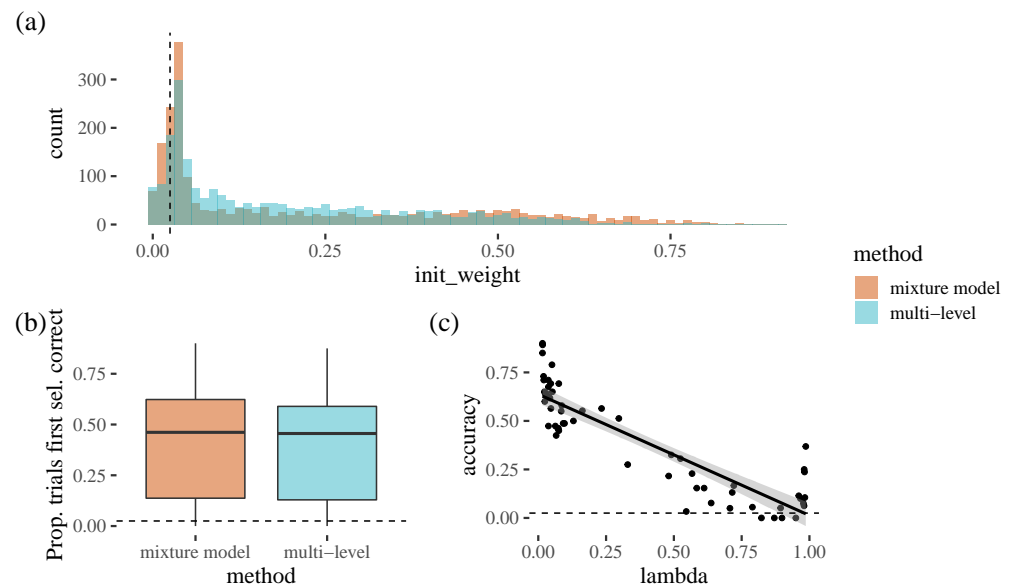 (a)
count
300
200
100
0
0.00 0.25 0.50 0.75
init_weight
method
mixture model
multi−level
(b)
Prop. trials first sel. correct
0.75
0.50
0.25
0.00
mixture model multi−level
method
(c)
accuracy
0.75
0.50
0.25
0.00
0.00 0.25 0.50 0.75 1.00
lambda